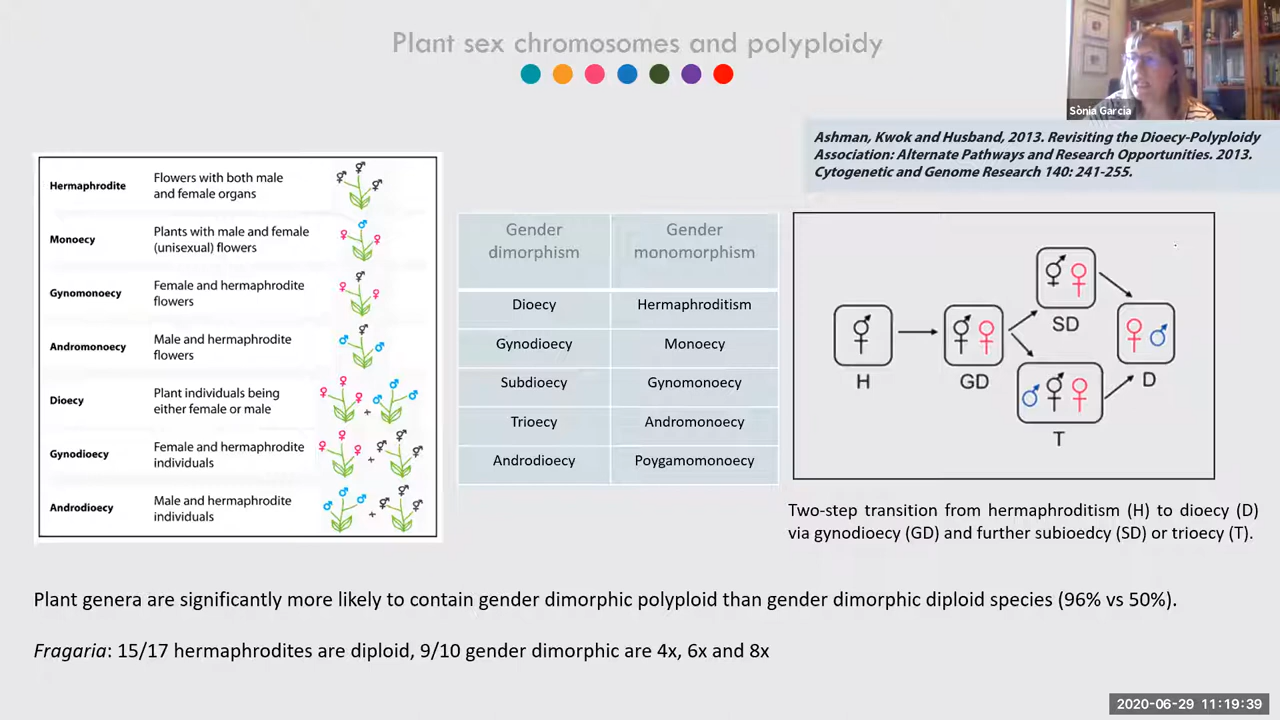 Plant sex chromosomes and polyploidy
Sònia Garcia
Ashman, Kwok and Husband, 2013. Revisiting the Dioecy-Polyploidy
Association: Alternate Pathways and Research Opportunities. 2013.
Cytogenetic and Genome Research 140: 241-255.
Hermaphrodite
Flowers with both male
and female organs
Monoecy
Plants with male and female
(unisexual) flowers
Gynomonoecy
Female and hermaphrodite
flowers
Andromonoecy
Male and hermaphrodite
flowers
Dioecy
Plant individuals being
either female or male
Gynodioecy
Female and hermaphrodite
individuals
Androdioecy
Male and hermaphrodite
individuals
Gender dimorphism
Gender monomorphism
Dioecy
Hermaphroditism
Gynodioecy
Monoecy
Subdioecy
Gynomonoecy
Trioecy
Andromonoecy
Androdioecy
Poygamomonoecy
H
GD
SD
T
D
Two-step transition from hermaphroditism (H) to dioecy (D)
via gynodioecy (GD) and further subioedcy (SD) or trioecy (T).
Plant genera are significantly more likely to contain gender dimorphic polyploid than gender dimorphic diploid species (96% vs 50%).
Fragaria: 15/17 hermaphrodites are diploid, 9/10 gender dimorphic are 4x, 6x and 8x
2020-06-29 11:19:39